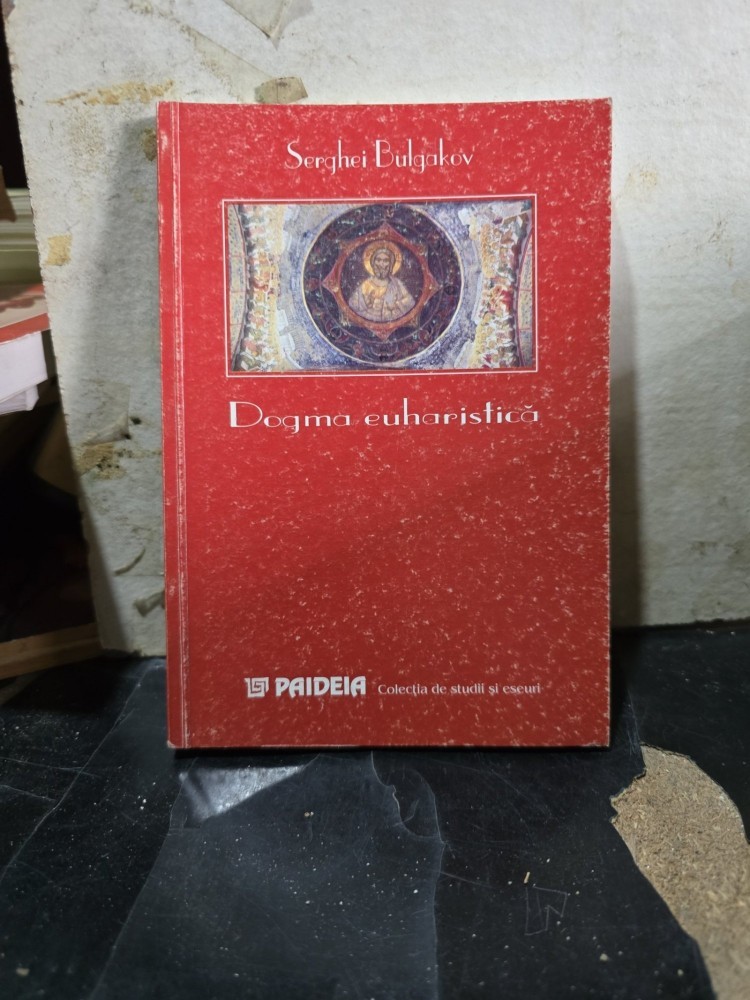 Serghei Bulgakov
Dogma euharistică
PAIDEIA Colecția de studii și eseuri